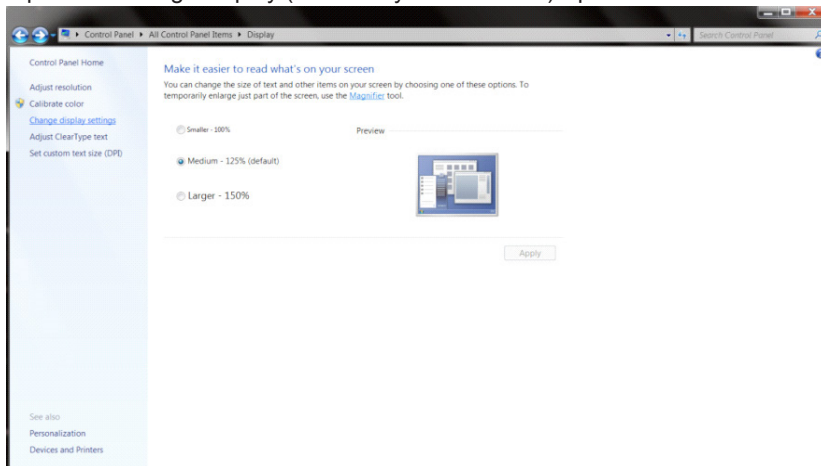 Control Panel ▸ All Control Panel Items ▸ Display
Search Control Panel
Control Panel Home
Adjust resolution
Calibrate color
Change display settings
Adjust ClearType text
Set custom text size (DPI)
See also
Personalization
Devices and Printers
Make it easier to read what's on your screen
You can change the size of text and other items on your screen by choosing one of these options. To
temporarily enlarge just part of the screen, use the Magnifier tool.
Smaller - 100%
Preview
Medium - 125% (default)
Larger - 150%
Apply